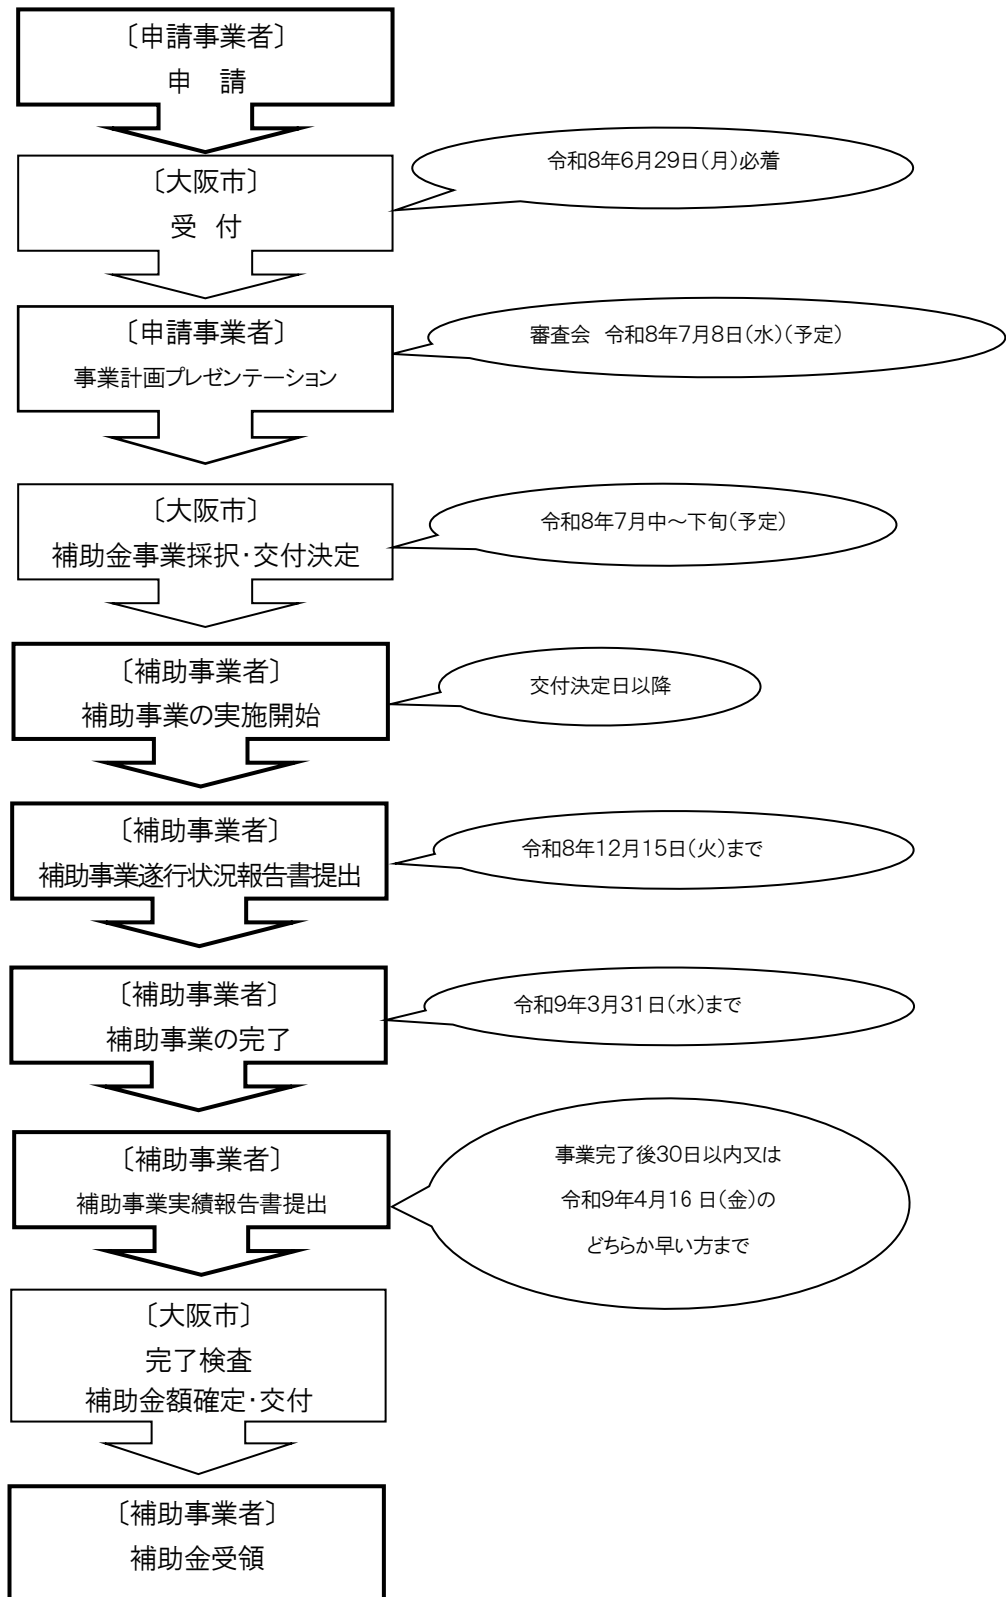 〔申請事業者〕
申　請
〔大阪市〕
受　付
令和8年6月29日(月)必着
〔申請事業者〕
事業計画プレゼンテーション
審査会　令和8年7月8日(水)(予定)
〔大阪市〕
補助金事業採択・交付決定
令和8年7月中～下旬(予定)
〔補助事業者〕
補助事業の実施開始
交付決定日以降
〔補助事業者〕
補助事業遂行状況報告書提出
令和8年12月15日(火)まで
〔補助事業者〕
補助事業の完了
令和9年3月31日(水)まで
〔補助事業者〕
補助事業実績報告書提出
事業完了後30日以内又は
令和9年4月16 日(金)の
どちらか早い方まで
〔大阪市〕
完了検査
補助金額確定・交付
〔補助事業者〕
補助金受領